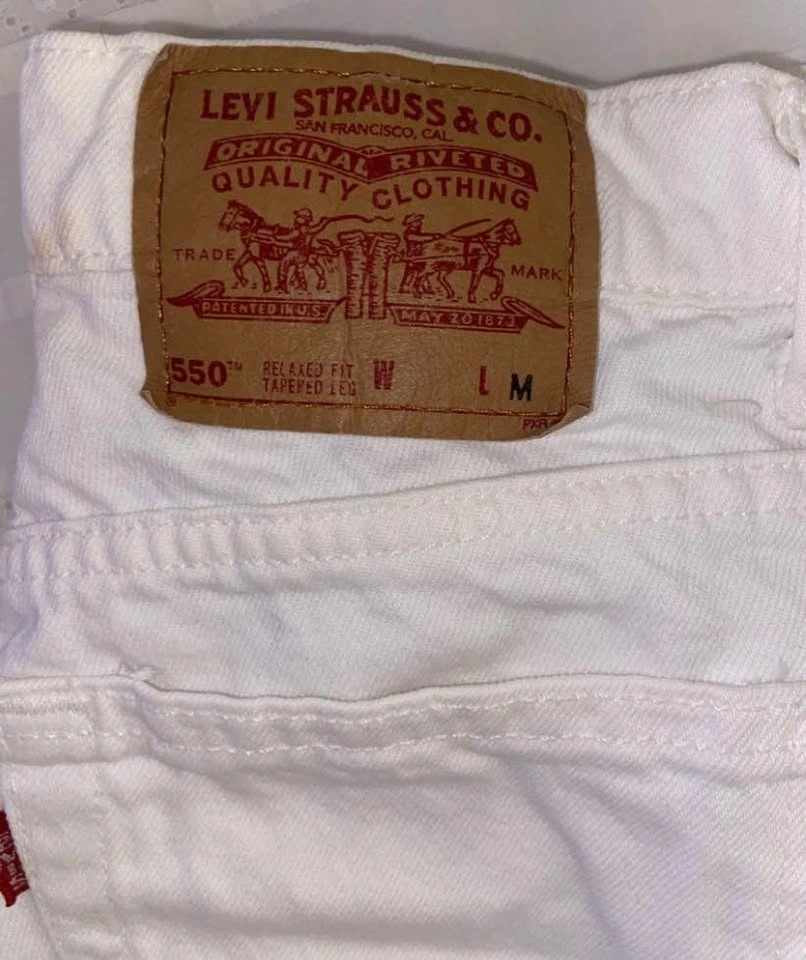 LEVI STRAUSS & CO.
SAN FRANCISCO, CAL.
ORIGINAL RIVETED
QUALITY CLOTHING
TRADE MARK
PATENTED IN U.S. MAY 20 1873
550™ RELAXED FIT W L M
TAPERED LEG